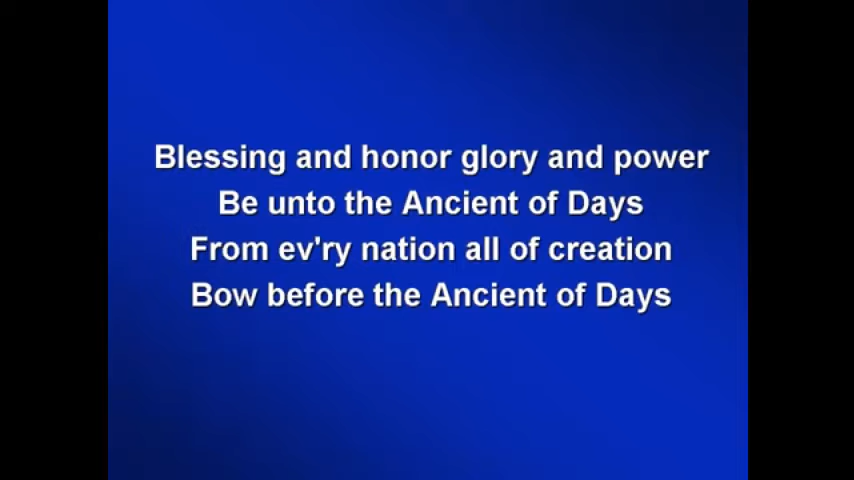 Blessing and honor glory and power
Be unto the Ancient of Days
From ev'ry nation all of creation
Bow before the Ancient of Days